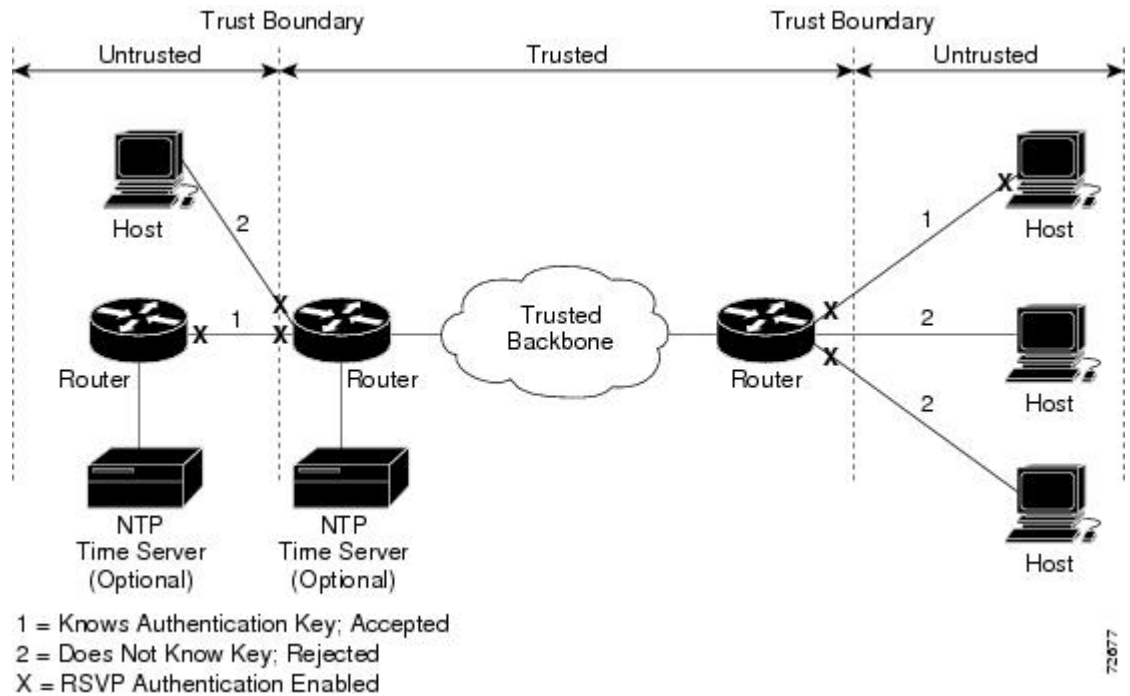 Trust Boundary
Trust Boundary
Untrusted
Trusted
Untrusted
Host
2
1
Host
X
X
1
X
X
Router
Router
Trusted
Backbone
Router
X
X
2
Host
2
Host
NTP
Time Server
(Optional)
NTP
Time Server
(Optional)
1 = Knows Authentication Key; Accepted
2 = Does Not Know Key; Rejected
X = RSVP Authentication Enabled
72677